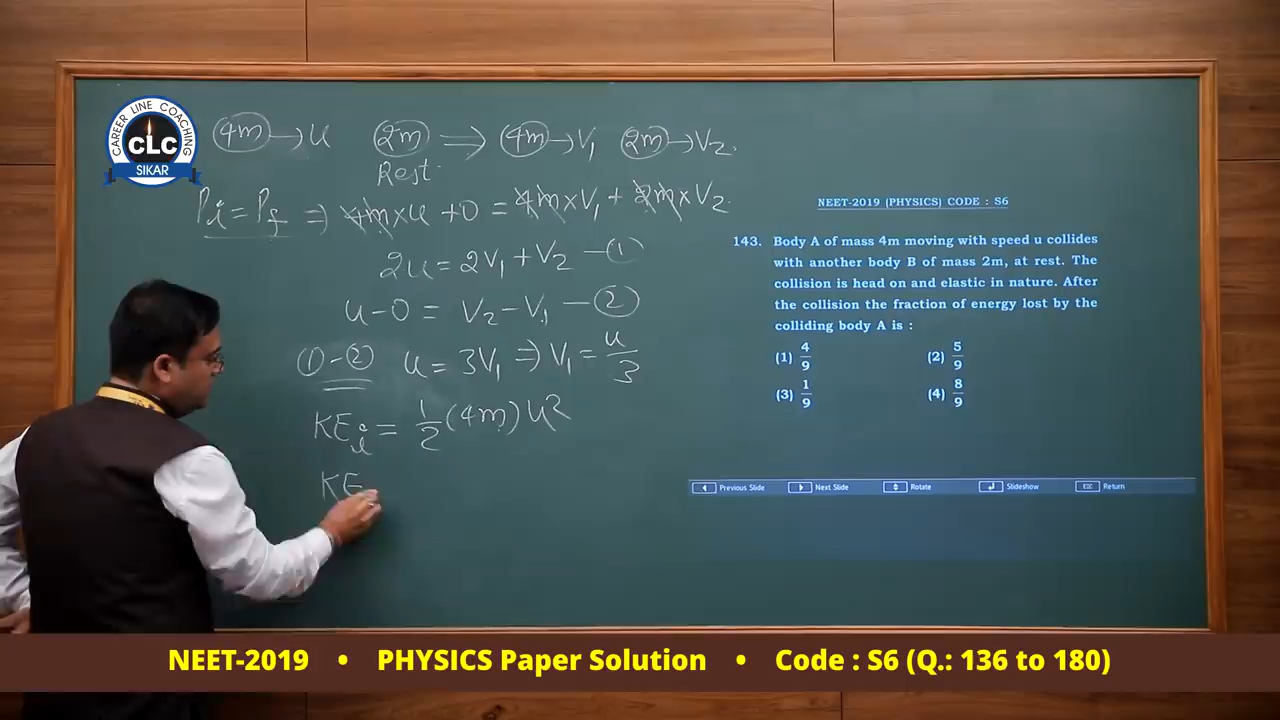 CAREER LINE COACHING
CLC
SIKAR
4m → u 2m ⇒ 4m → V₁ 2m → V₂.
Rest.
Pᵢ = P_f ⇒ 4m×u + 0 = 4m×V₁ + 2m×V₂.
2u = 2V₁ + V₂ — ①
u – 0 = V₂ – V₁ — ②
① – ② u = 3V₁ ⇒ V₁ = u/3
KEᵢ = 1/2 (4m) u²
KE
NEET-2019 (PHYSICS) CODE : S6
143. Body A of mass 4m moving with speed u collides
with another body B of mass 2m, at rest. The
collision is head on and elastic in nature. After
the collision the fraction of energy lost by the
colliding body A is :
(1) 4/9 (2) 5/9
(3) 1/9 (4) 8/9
Previous Slide Next Slide Rotate Slideshow ESC Return
NEET-2019 • PHYSICS Paper Solution • Code : S6 (Q.: 136 to 180)